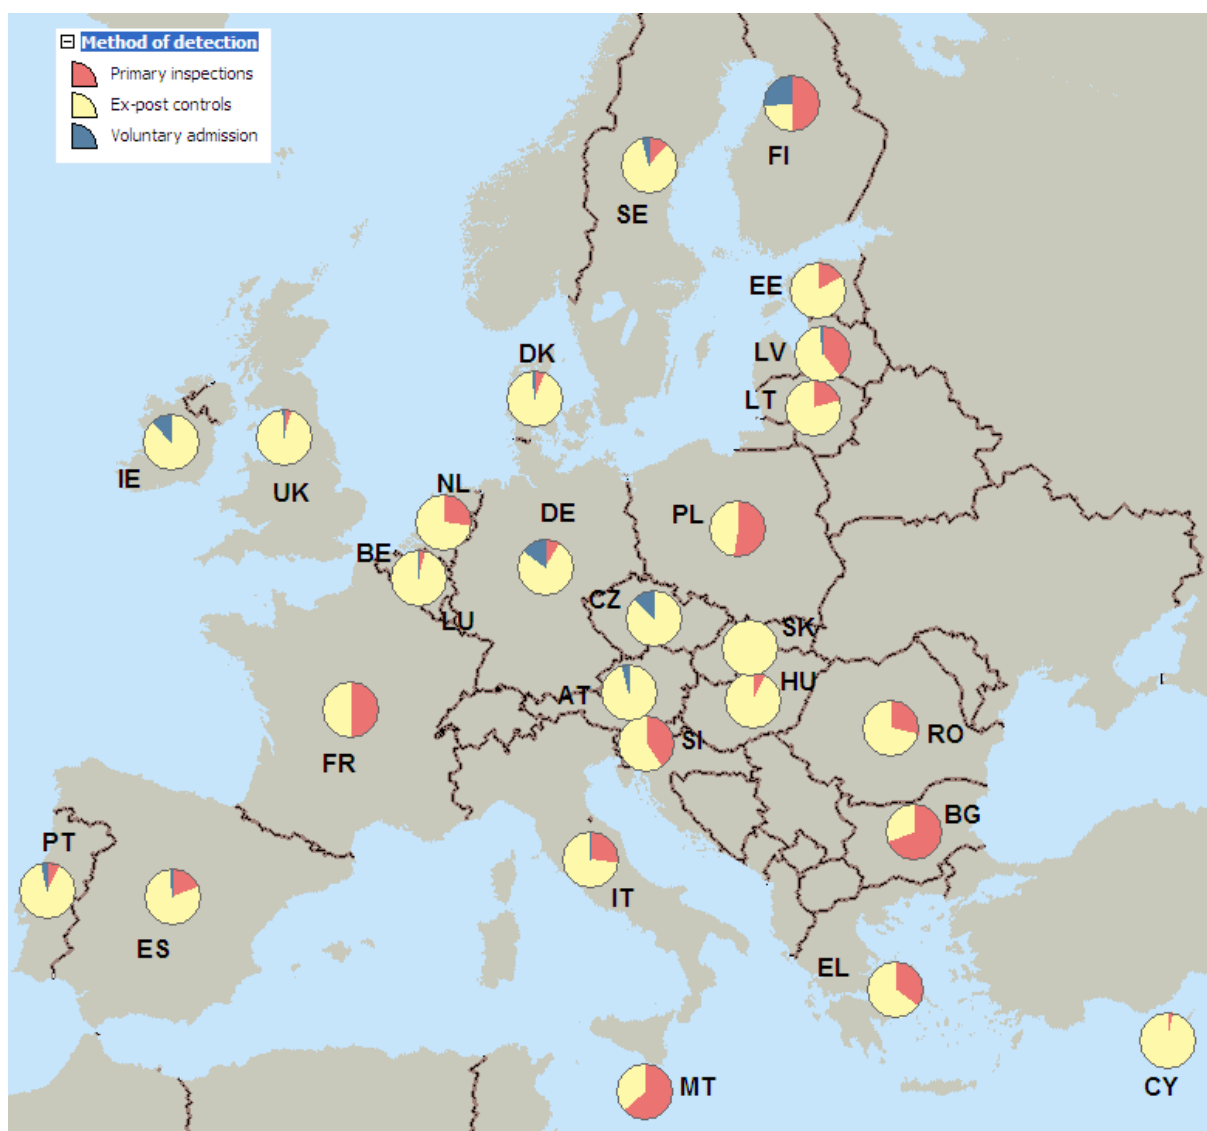 Method of detection
Primary inspections
Ex-post controls
Voluntary admission
FI
SE
EE
DK
LV
LT
IE
UK
NL
DE
PL
BE
CZ
LU
SK
AT
HU
SI
RO
FR
BG
PT
IT
ES
EL
MT
CY